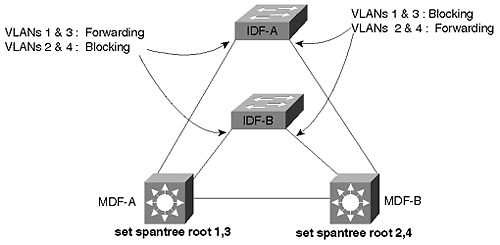 VLANs 1 & 3 : Forwarding
VLANs 2 & 4 : Blocking
VLANs 1 & 3 : Blocking
VLANs 2 & 4 : Forwarding
IDF-A
IDF-B
MDF-A
MDF-B
set spantree root 1,3
set spantree root 2,4